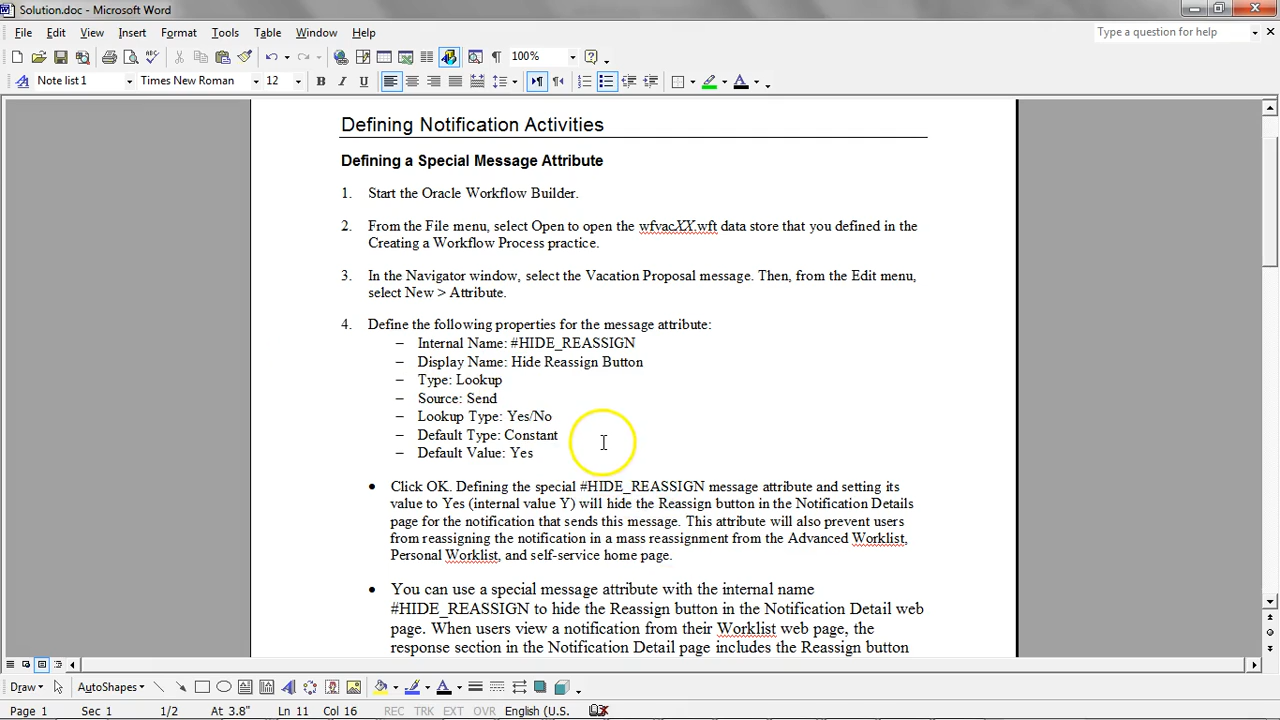 Solution.doc - Microsoft Word
File Edit View Insert Format Tools Table Window Help
Type a question for help
100%
Note list 1 Times New Roman 12 B I U
Defining Notification Activities
Defining a Special Message Attribute
1. Start the Oracle Workflow Builder.
2. From the File menu, select Open to open the wfvacXX.wft data store that you defined in the
Creating a Workflow Process practice.
3. In the Navigator window, select the Vacation Proposal message. Then, from the Edit menu,
select New > Attribute.
4. Define the following properties for the message attribute:
– Internal Name: #HIDE_REASSIGN
– Display Name: Hide Reassign Button
– Type: Lookup
– Source: Send
– Lookup Type: Yes/No
– Default Type: Constant
– Default Value: Yes
• Click OK. Defining the special #HIDE_REASSIGN message attribute and setting its
value to Yes (internal value Y) will hide the Reassign button in the Notification Details
page for the notification that sends this message. This attribute will also prevent users
from reassigning the notification in a mass reassignment from the Advanced Worklist,
Personal Worklist, and self-service home page.
• You can use a special message attribute with the internal name
#HIDE_REASSIGN to hide the Reassign button in the Notification Detail web
page. When users view a notification from their Worklist web page, the
response section in the Notification Detail page includes the Reassign button
Draw AutoShapes
Page 1 Sec 1 1/2 At 3.8" Ln 11 Col 16 REC TRK EXT OVR English (U.S.